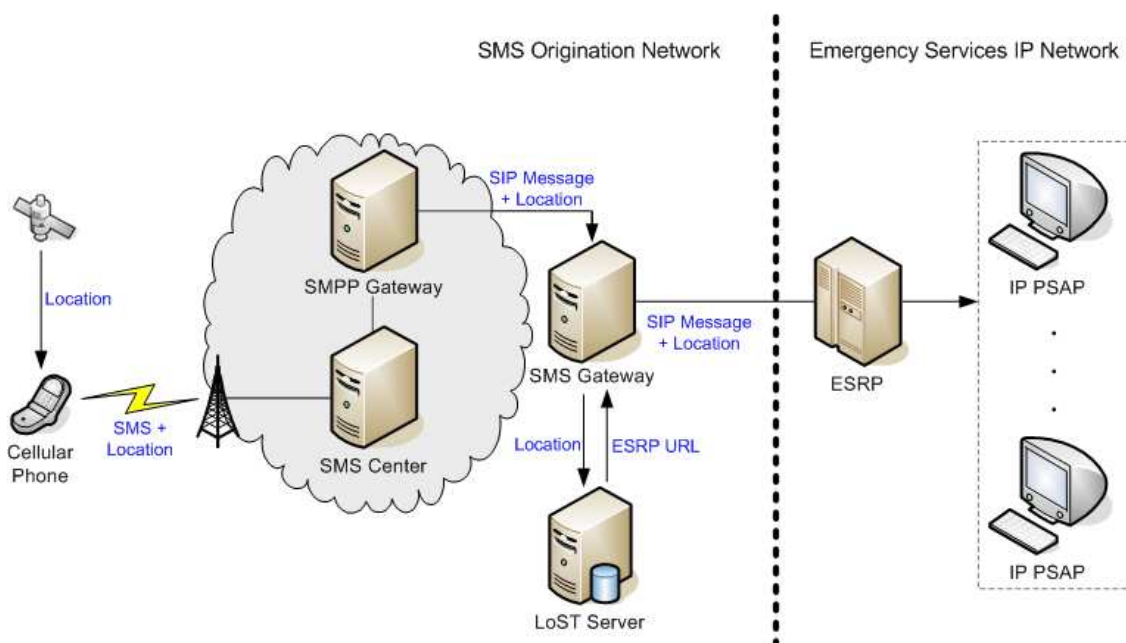 SMS Origination Network
Emergency Services IP Network
SIP Message
+ Location
SMPP Gateway
Location
IP PSAP
SIP Message
+ Location
SMS Gateway
ESRP
SMS +
Location
Cellular
Phone
SMS Center
Location
ESRP URL
IP PSAP
LoST Server